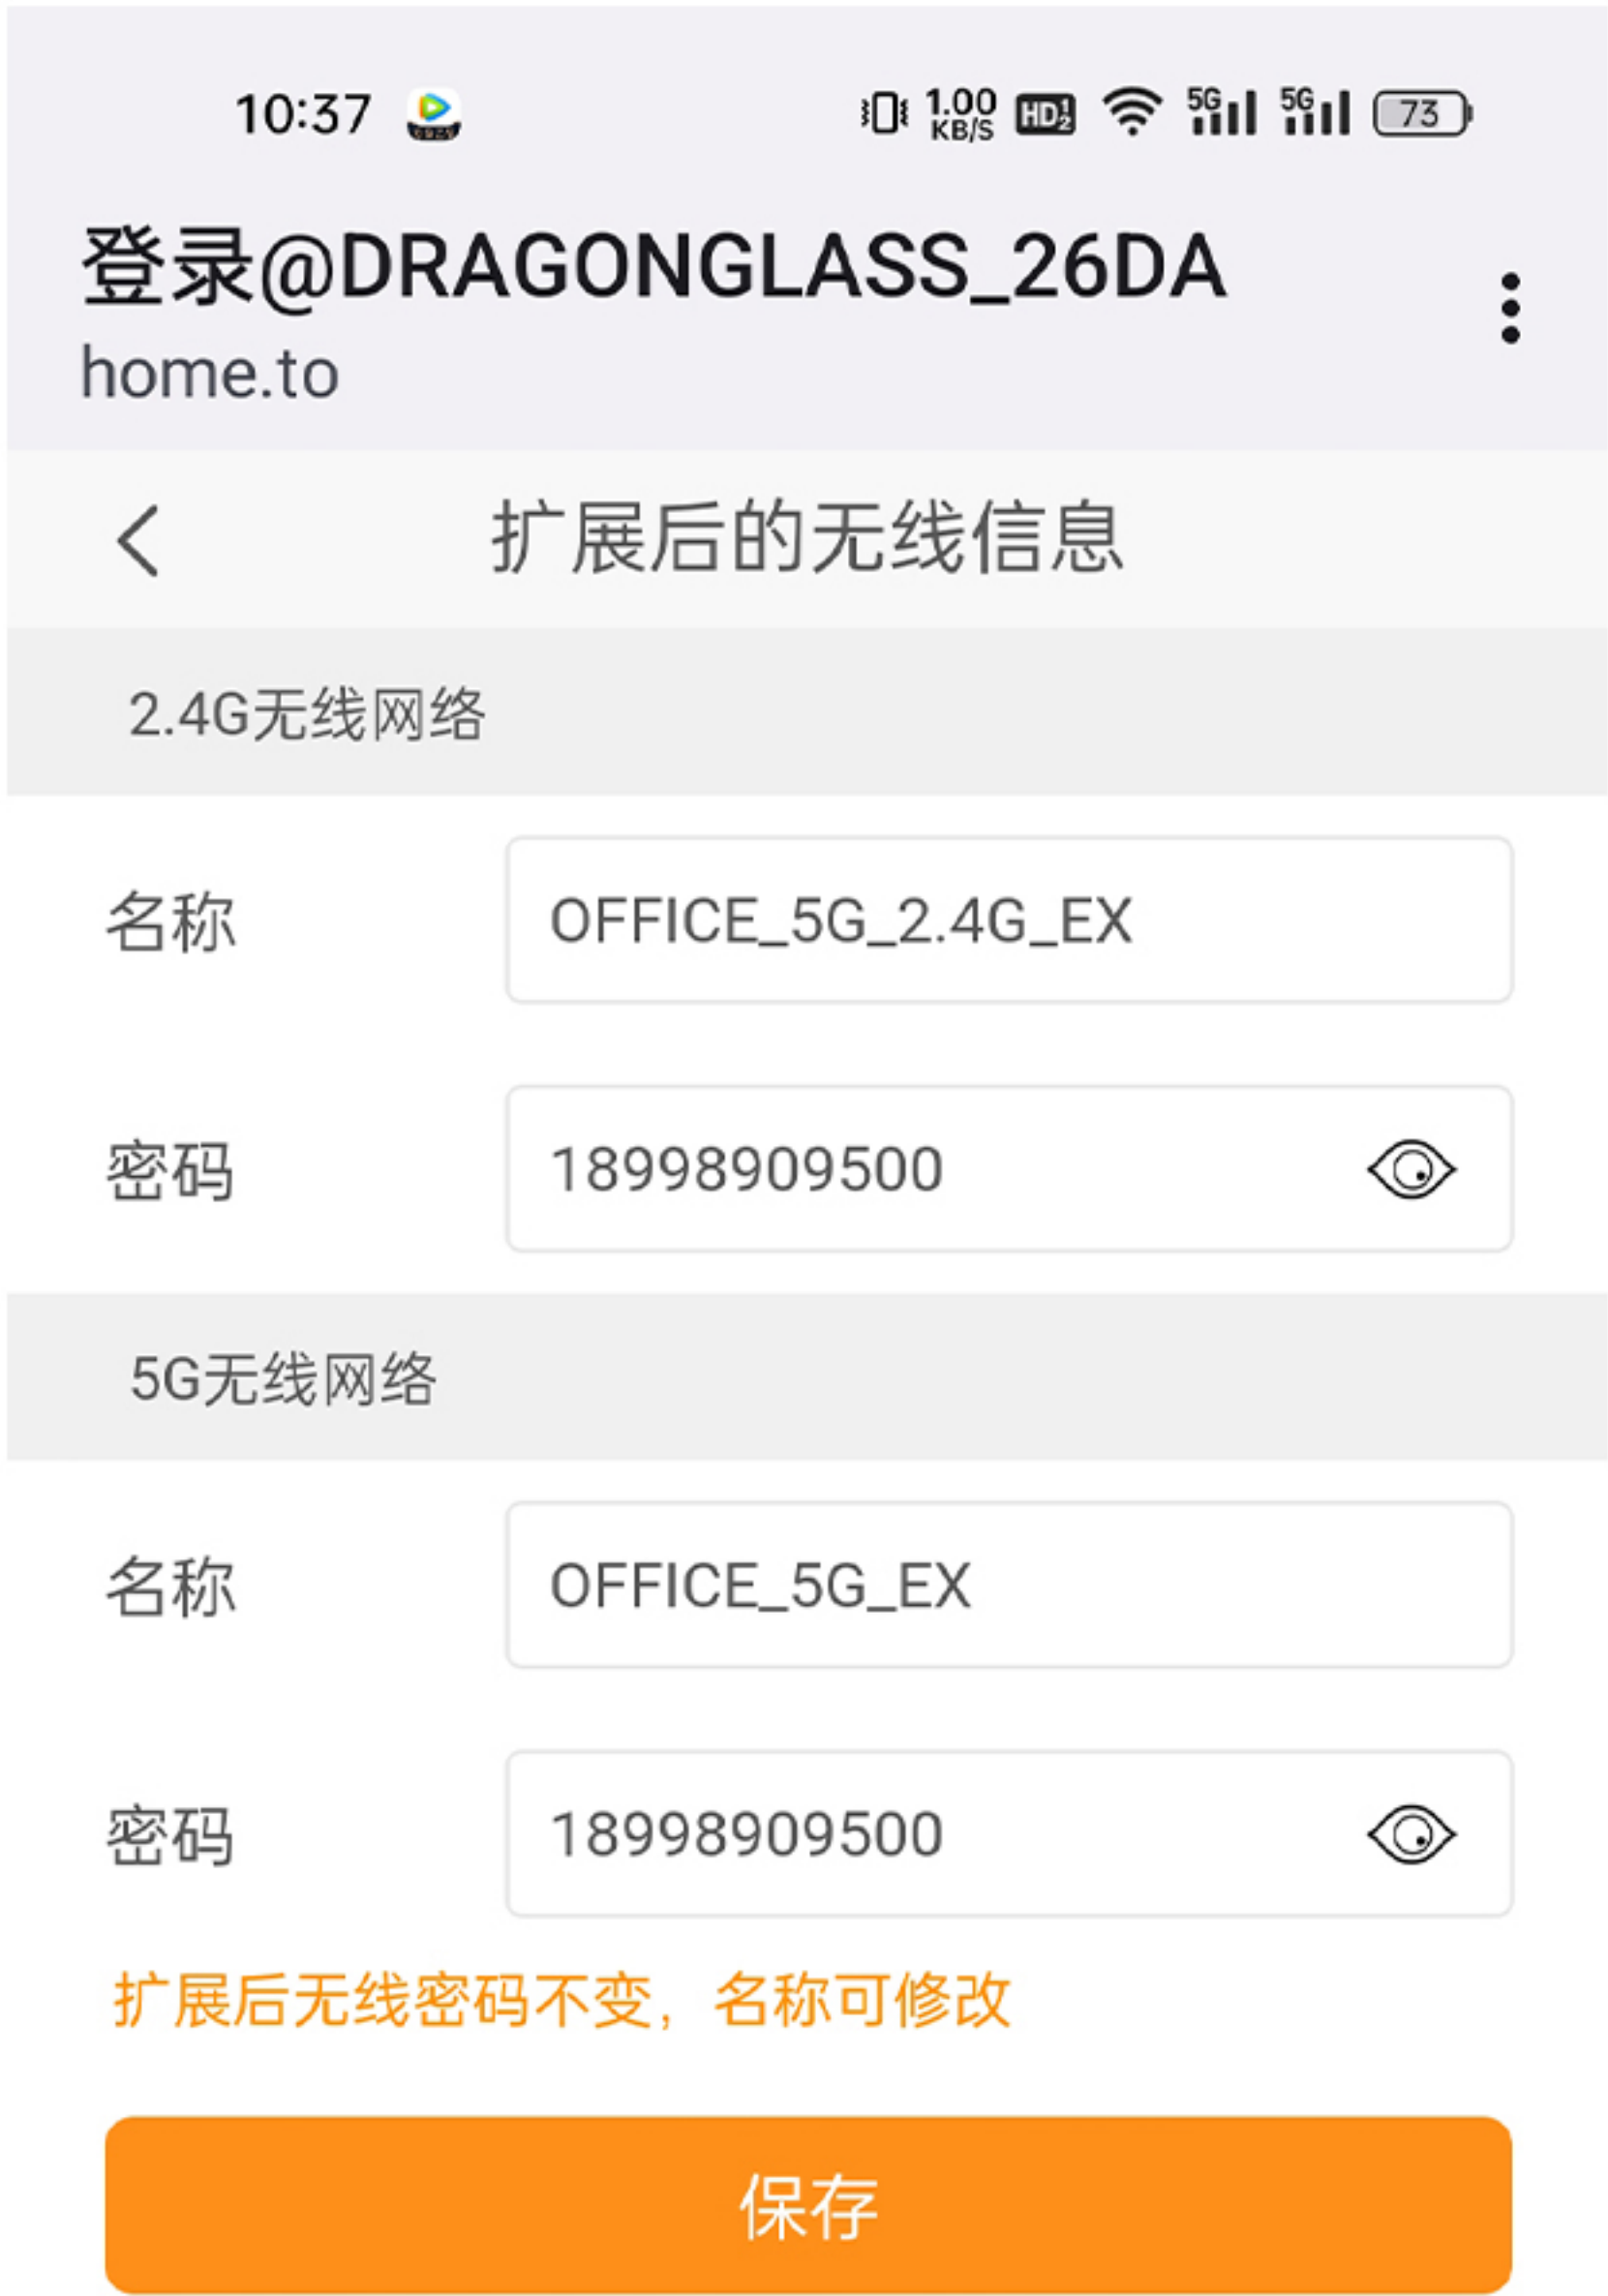 10:37
1.00
KB/S
HD 1 2
5G
5G
73
登录@DRAGONGLASS_26DA
home.to
扩展后的无线信息
2.4G无线网络
名称 OFFICE_5G_2.4G_EX
密码 18998909500
5G无线网络
名称 OFFICE_5G_EX
密码 18998909500
扩展后无线密码不变，名称可修改
保存